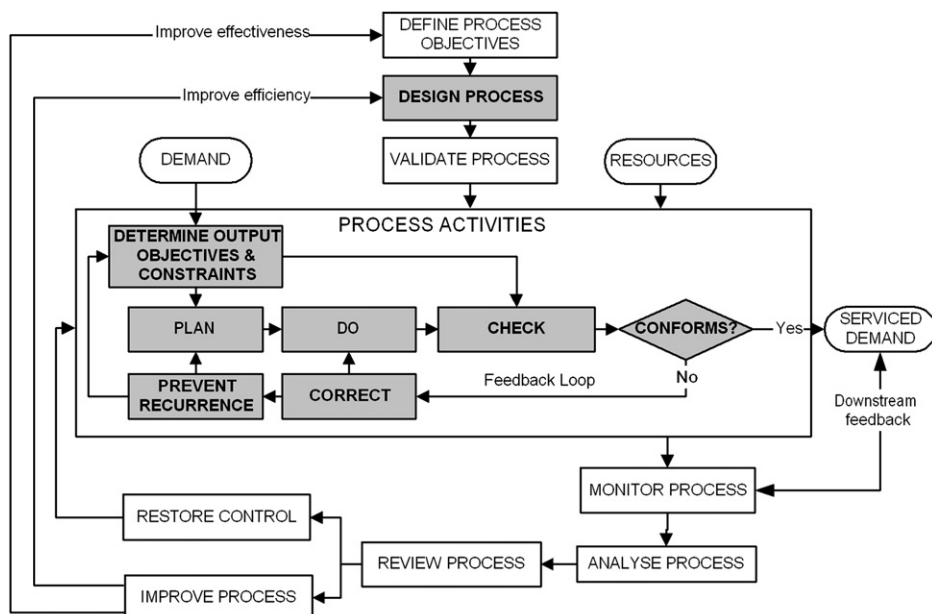 Improve effectiveness
DEFINE PROCESS
OBJECTIVES
Improve efficiency
DESIGN PROCESS
DEMAND
VALIDATE PROCESS
RESOURCES
PROCESS ACTIVITIES
DETERMINE OUTPUT
OBJECTIVES &
CONSTRAINTS
PLAN
DO
CHECK
CONFORMS?
Yes
SERVICED
DEMAND
PREVENT
RECURRENCE
CORRECT
Feedback Loop
No
Downstream
feedback
MONITOR PROCESS
RESTORE CONTROL
REVIEW PROCESS
ANALYSE PROCESS
IMPROVE PROCESS